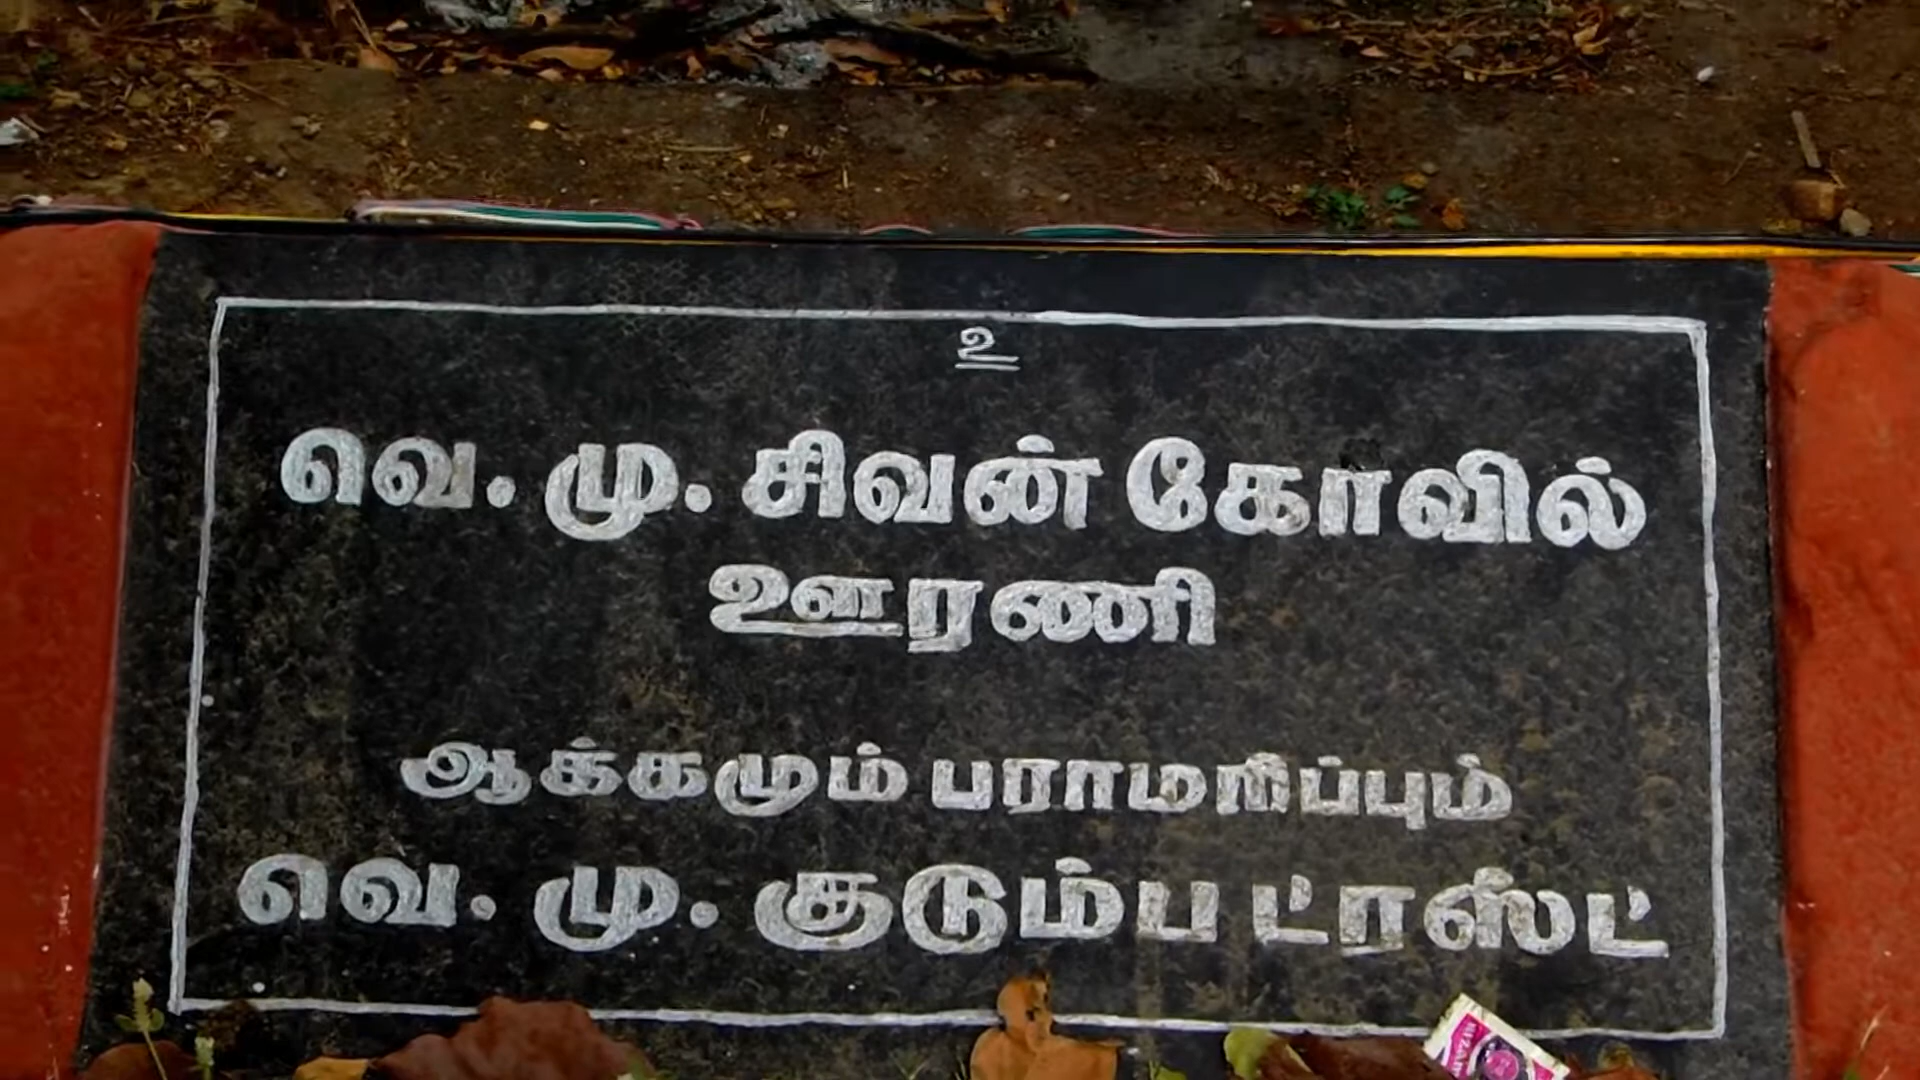 உ
வெ. மு. சிவன் கோவில்
ஊரணி
ஆக்கமும் பராமரிப்பும்
வெ. மு. குடும்ப ட்ரஸ்ட்